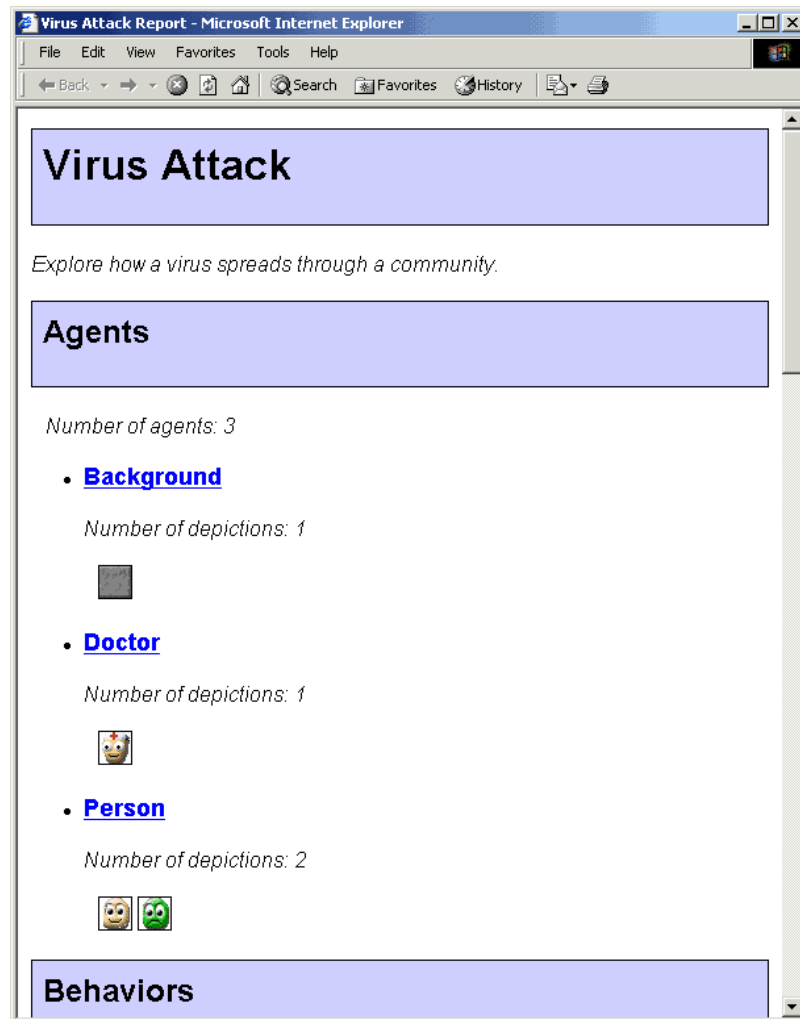 Virus Attack Report - Microsoft Internet Explorer
File Edit View Favorites Tools Help
Back Search Favorites History
Virus Attack
Explore how a virus spreads through a community.
Agents
Number of agents: 3
Background
Number of depictions: 1
Doctor
Number of depictions: 1
Person
Number of depictions: 2
Behaviors